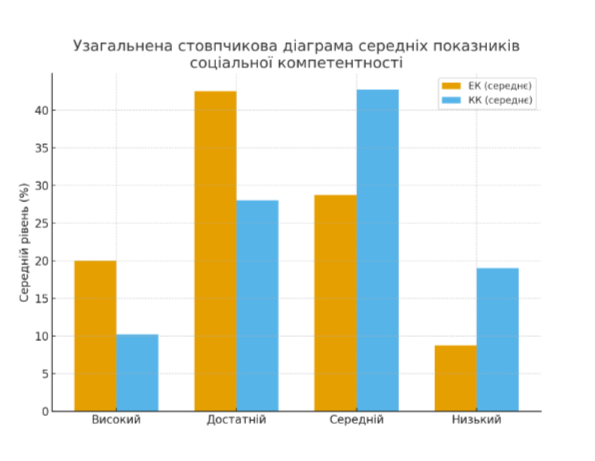 Узагальнена стовпчикова діаграма середніх показників
соціальної компетентності
ЕК (середнє)
КК (середнє)
Середній рівень (%)
40
35
30
25
20
15
10
5
0
Високий
Достатній
Середній
Низький